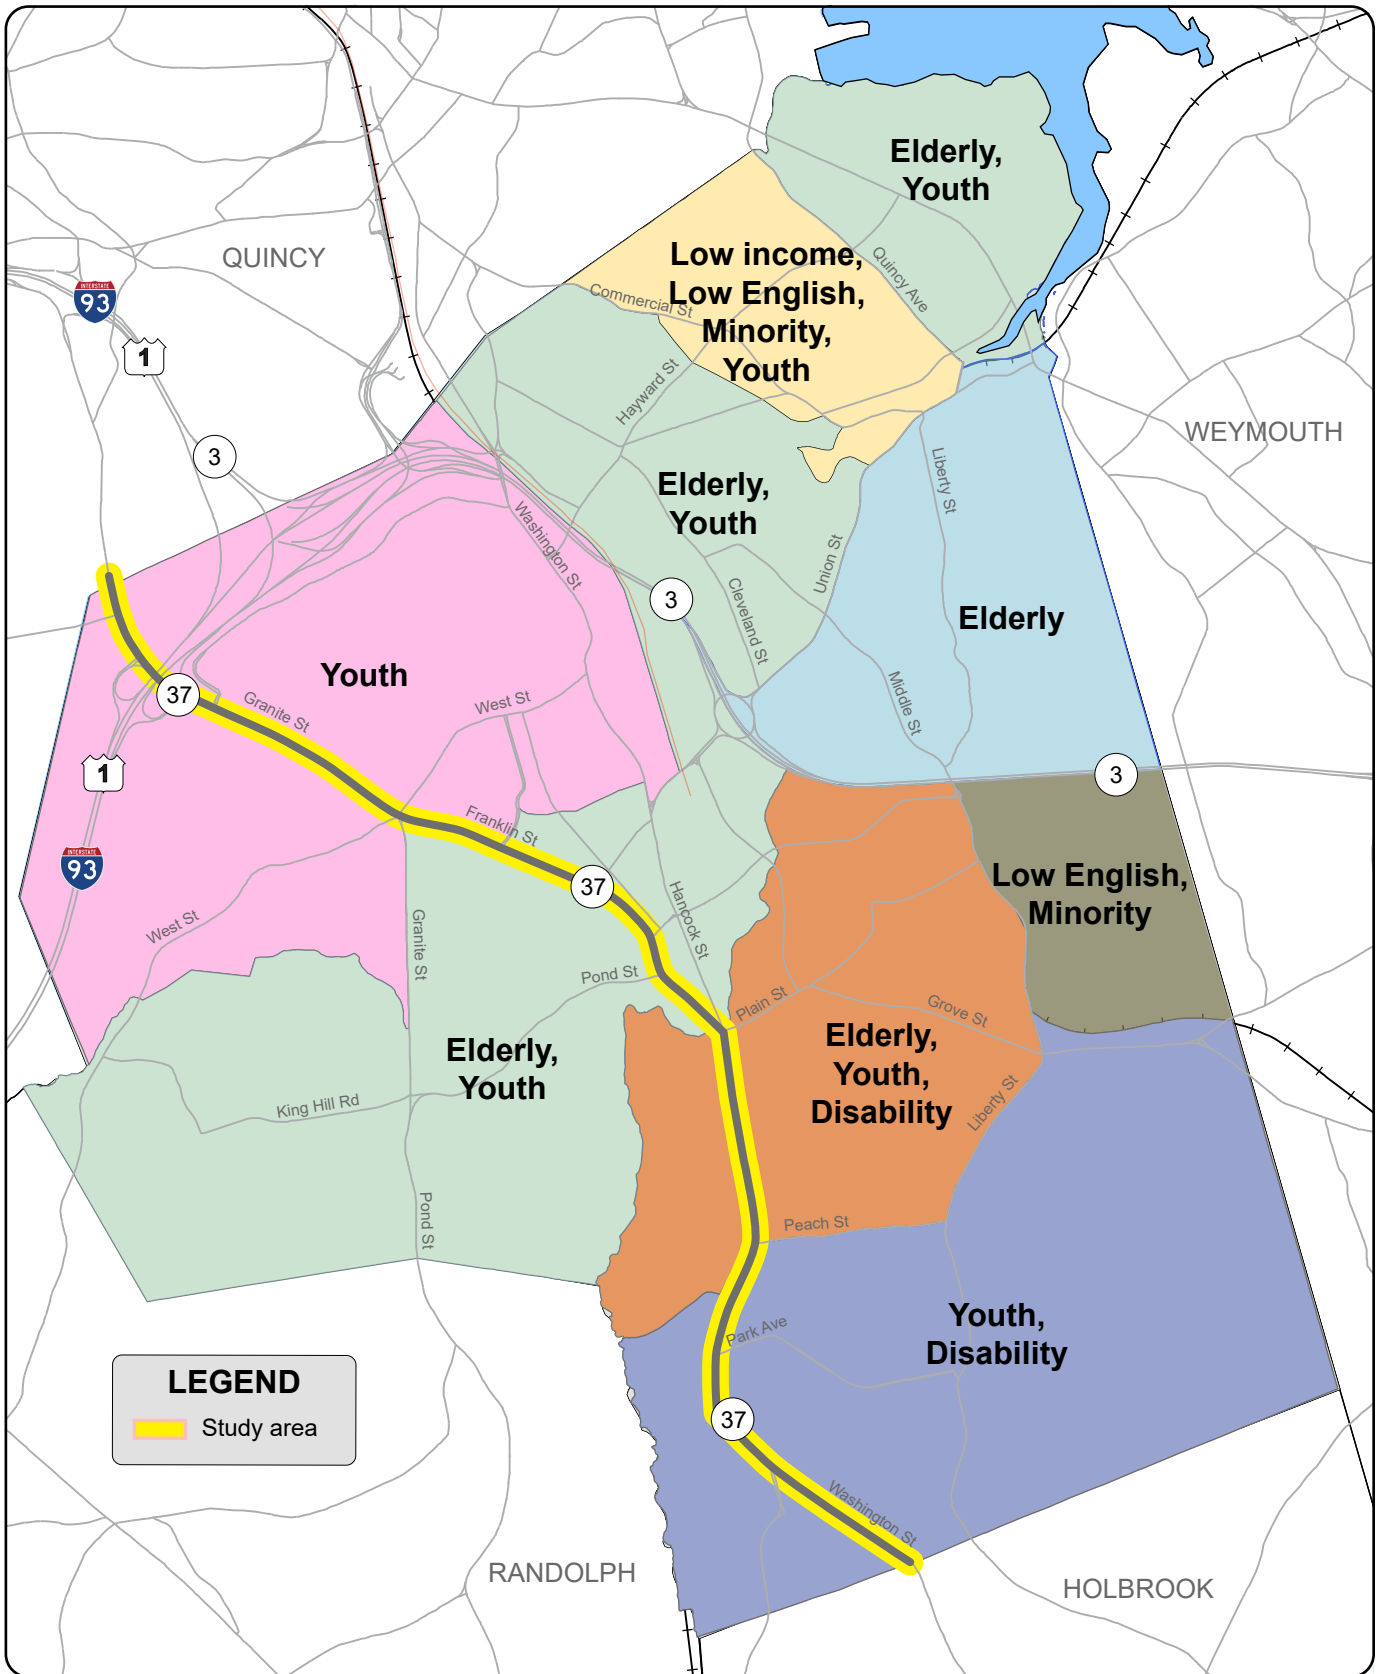 Elderly,
Youth
QUINCY
Low income,
Low English,
Minority,
Youth
Quincy Ave
Commercial St
INTERSTATE
93
1
Hayward St
WEYMOUTH
3
Liberty St
Elderly,
Youth
Washington St
Union St
3
Cleveland St
Elderly
Youth
37
Granite St
West St
Middle St
1
3
Franklin St
INTERSTATE
93
37
Low English,
Minority
Hancock St
West St
Granite St
Pond St
Plain St
Grove St
Elderly,
Youth
Elderly,
Youth,
Disability
King Hill Rd
Liberty St
Pond St
Peach St
Youth,
Disability
Park Ave
LEGEND
Study area
37
Washington St
RANDOLPH
HOLBROOK